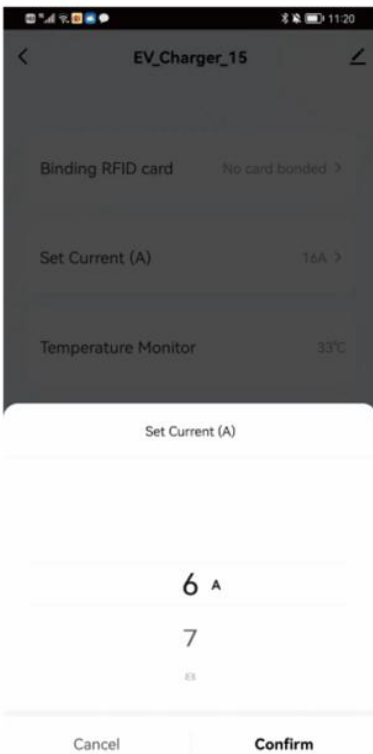 11:20
EV_Charger_15
Binding RFID card No card bonded >
Set Current (A) 16A >
Temperature Monitor 33°C
Set Current (A)
6 A
7
8
Cancel Confirm